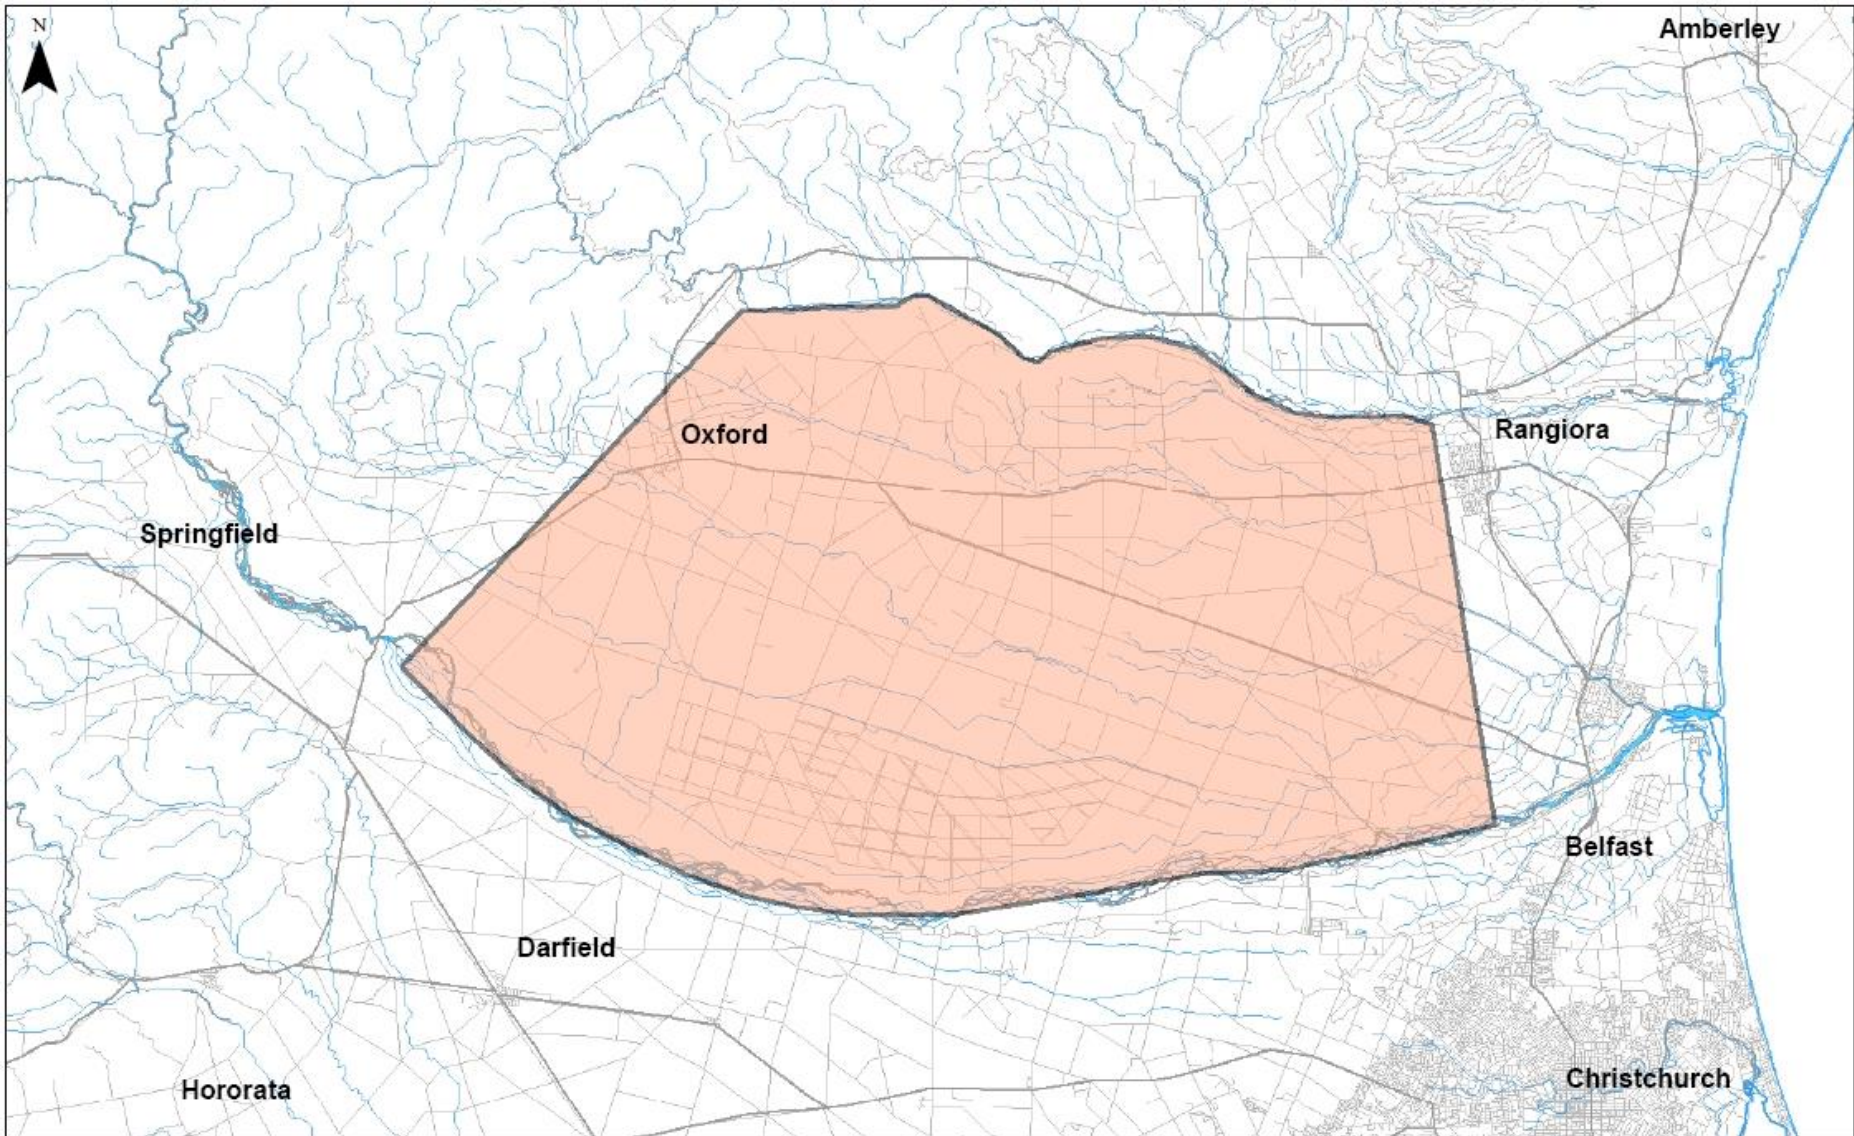 N
Amberley
Oxford
Rangiora
Springfield
Belfast
Darfield
Christchurch
Hororata